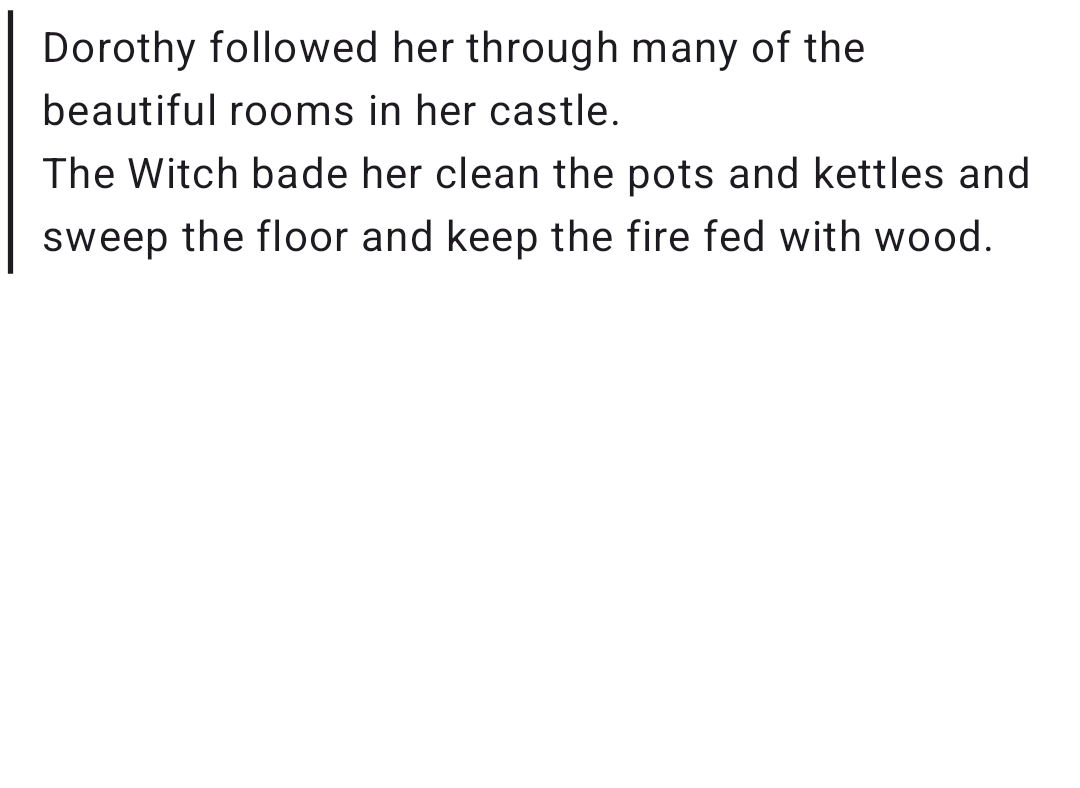 Dorothy followed her through many of the
beautiful rooms in her castle.
The Witch bade her clean the pots and kettles and
sweep the floor and keep the fire fed with wood.